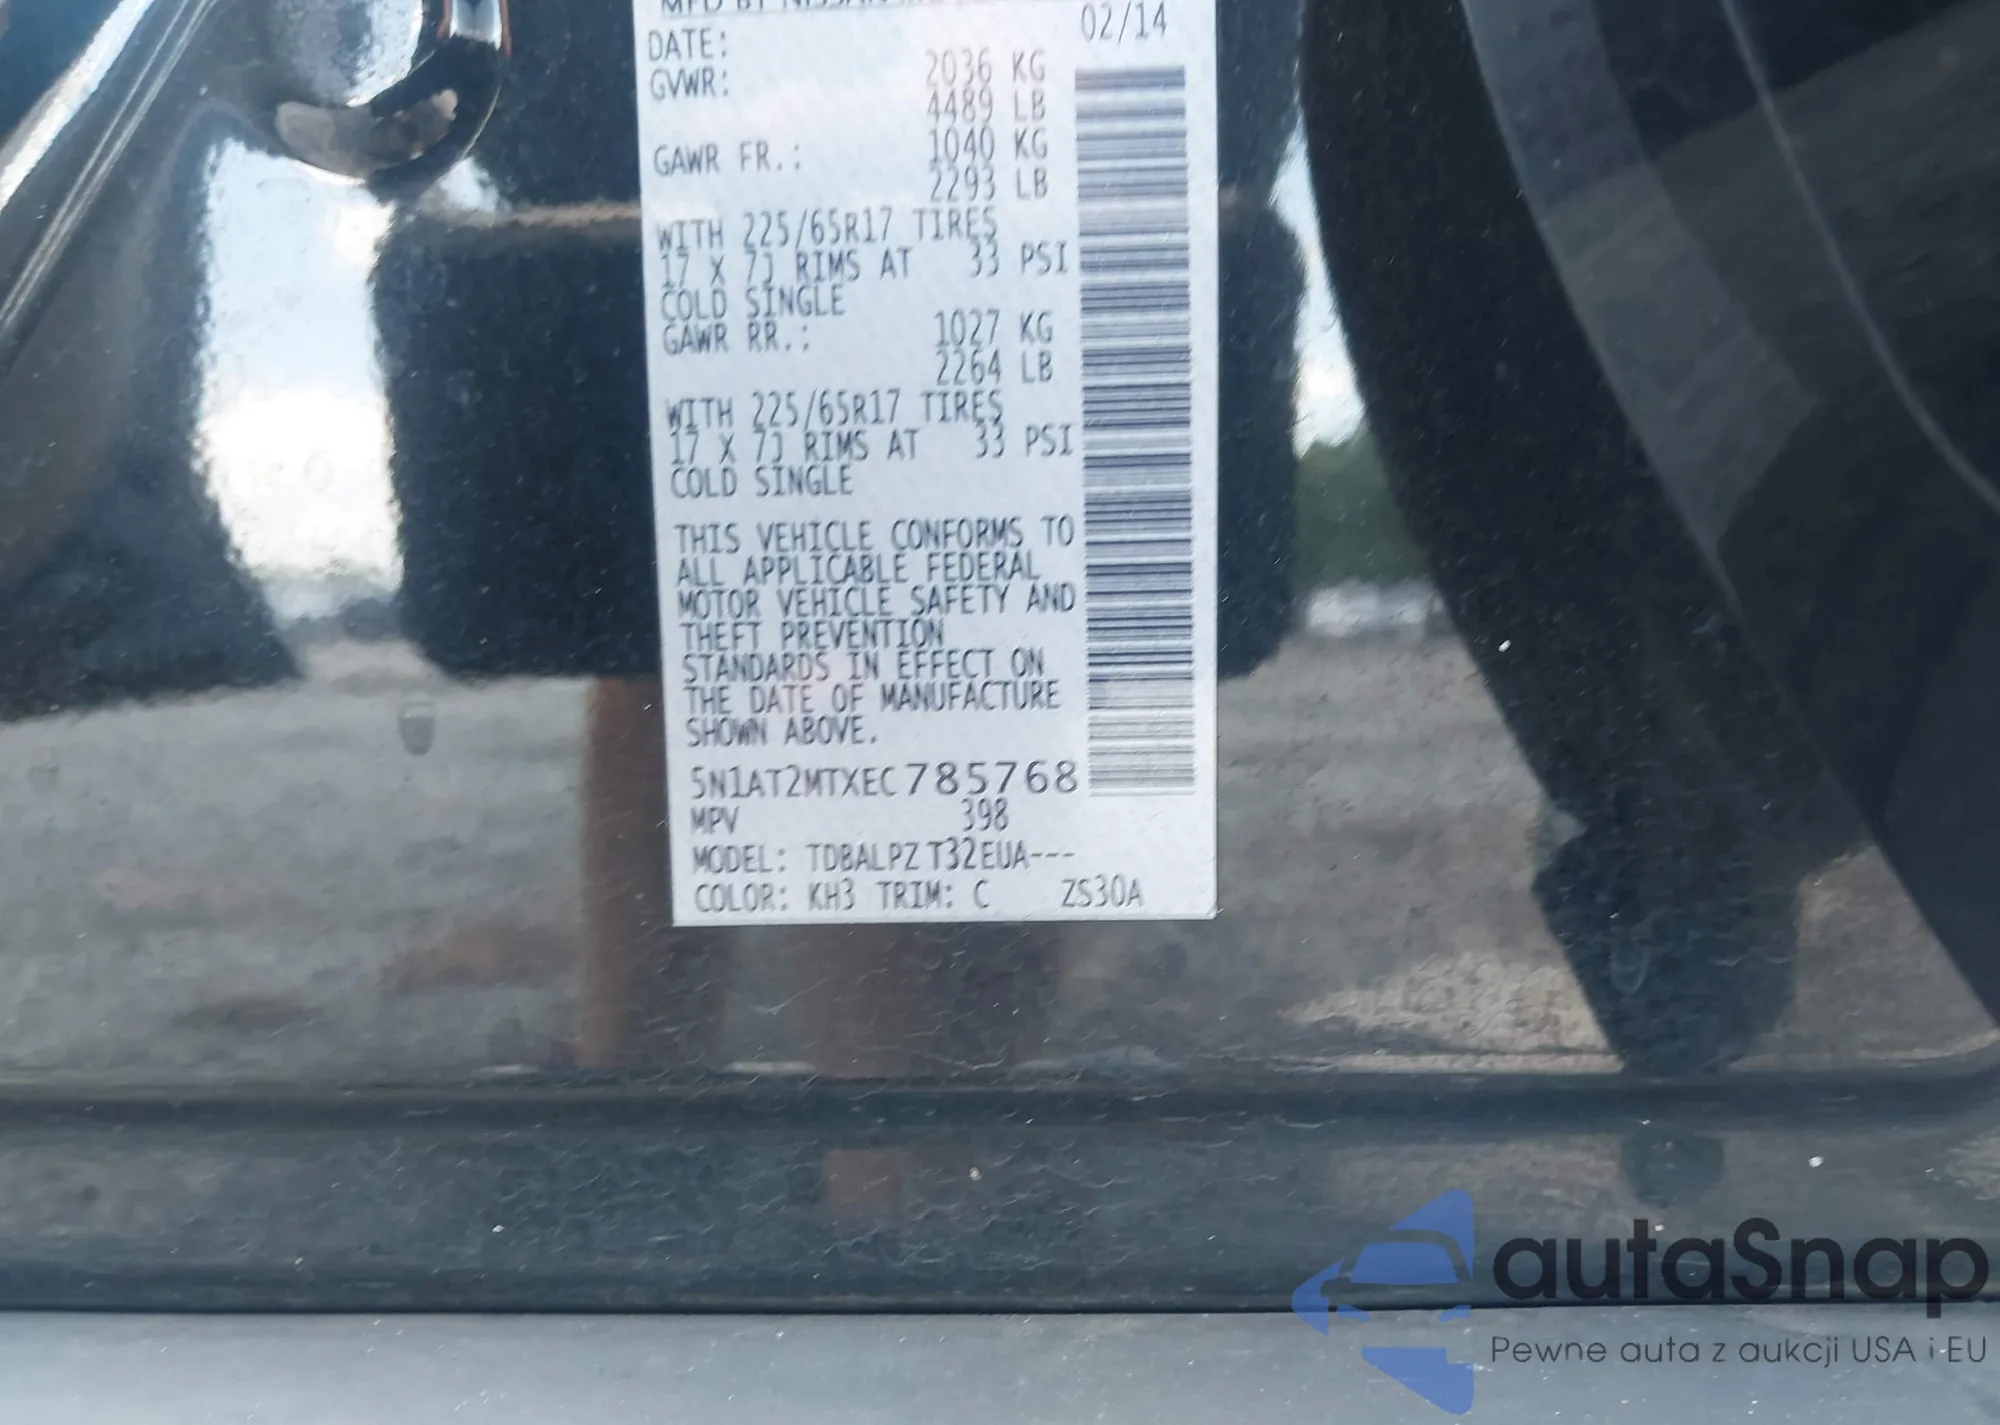 MFD BY NISSAN
02/14
DATE:
GVWR: 2036 KG
4489 LB
GAWR FR.: 1040 KG
2293 LB
WITH 225/65R17 TIRES
17 X 7J RIMS AT 33 PSI
COLD SINGLE
GAWR RR.: 1027 KG
2264 LB
WITH 225/65R17 TIRES
17 X 7J RIMS AT 33 PSI
COLD SINGLE
THIS VEHICLE CONFORMS TO
ALL APPLICABLE FEDERAL
MOTOR VEHICLE SAFETY AND
THEFT PREVENTION
STANDARDS IN EFFECT ON
THE DATE OF MANUFACTURE
SHOWN ABOVE.
5N1AT2MTXEC785768
MPV 398
MODEL: TDBALPZ T32EUA---
COLOR: KH3 TRIM: C ZS30A
autaSnap
Pewne auta z aukcji USA i EU